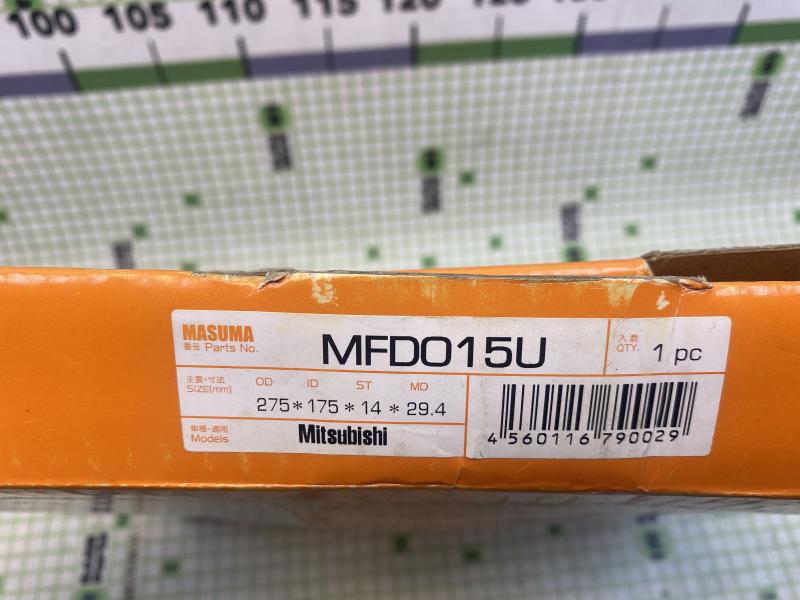 100 105 110 115 120
MASUMA
番号 Parts No.
MFD015U
入数
QTY.
1 pc
主要・寸法
SIZE(mm)
OD ID ST MD
275*175*14*29.4
車種・適用
Models
Mitsubishi
4 560116 790029